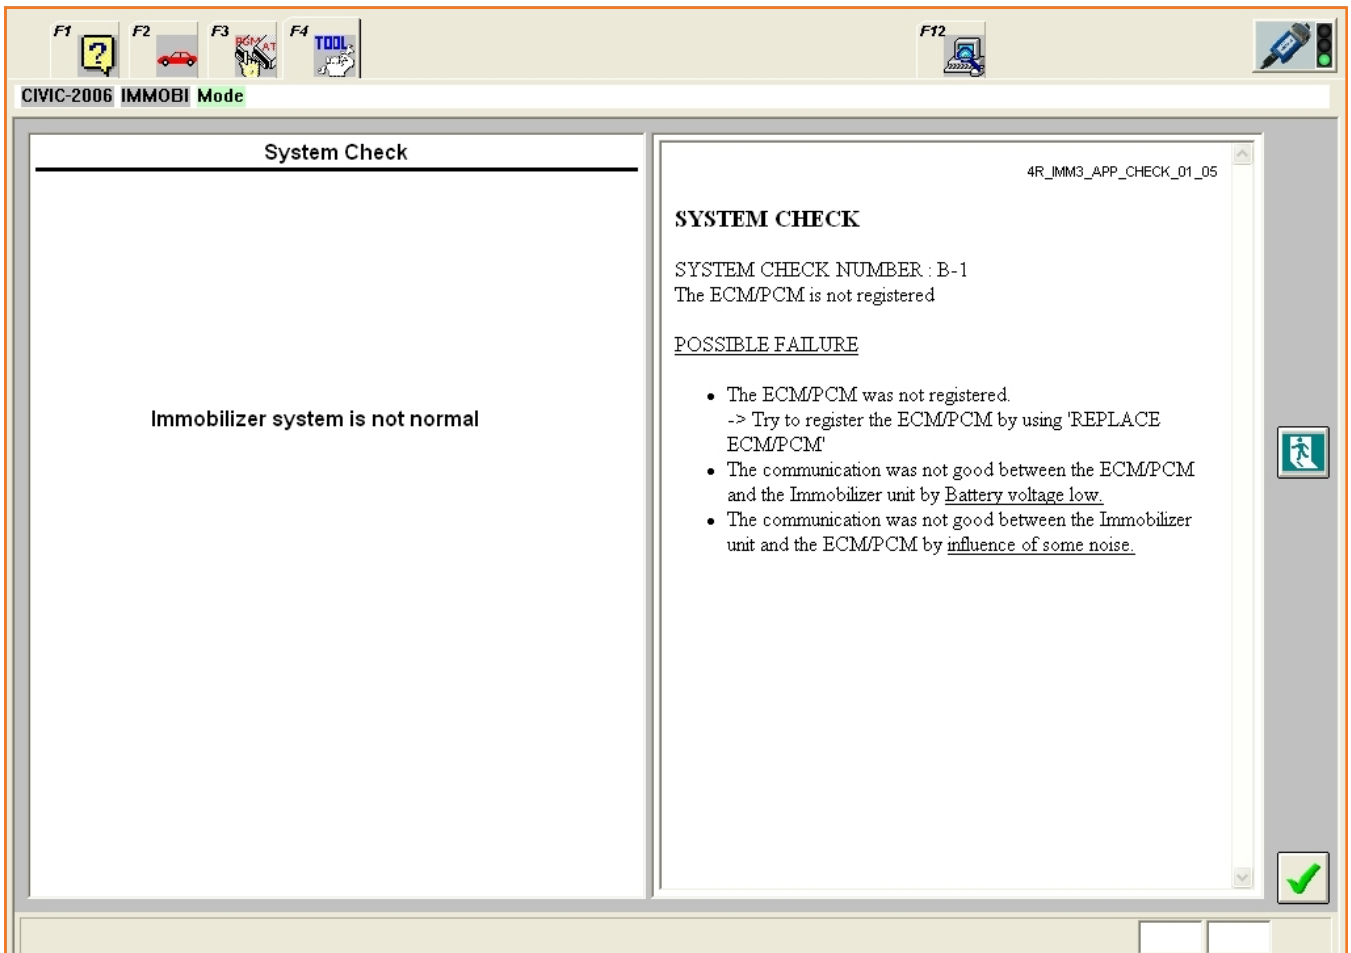 F1 F2 F3 F4 F12
PGM AT TOOL
CIVIC-2006 IMMOBI Mode
System Check
Immobilizer system is not normal
4R_IMM3_APP_CHECK_01_05
SYSTEM CHECK
SYSTEM CHECK NUMBER : B-1
The ECM/PCM is not registered
POSSIBLE FAILURE
• The ECM/PCM was not registered.
-> Try to register the ECM/PCM by using 'REPLACE
ECM/PCM'
• The communication was not good between the ECM/PCM
and the Immobilizer unit by Battery voltage low.
• The communication was not good between the Immobilizer
unit and the ECM/PCM by influence of some noise.